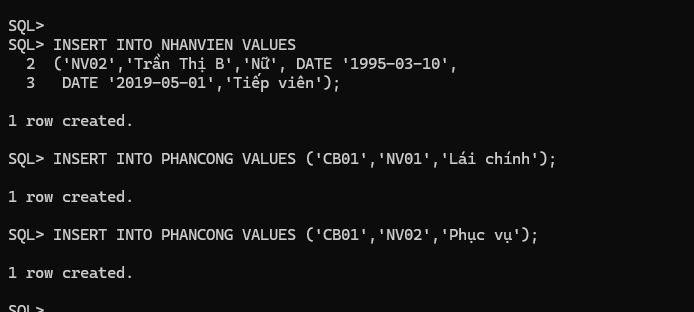 SQL>
SQL> INSERT INTO NHANVIEN VALUES
  2  ('NV02','Trần Thị B','Nữ', DATE '1995-03-10',
  3   DATE '2019-05-01','Tiếp viên');
1 row created.
SQL> INSERT INTO PHANCONG VALUES ('CB01','NV01','Lái chính');
1 row created.
SQL> INSERT INTO PHANCONG VALUES ('CB01','NV02','Phục vụ');
1 row created.
SQL>